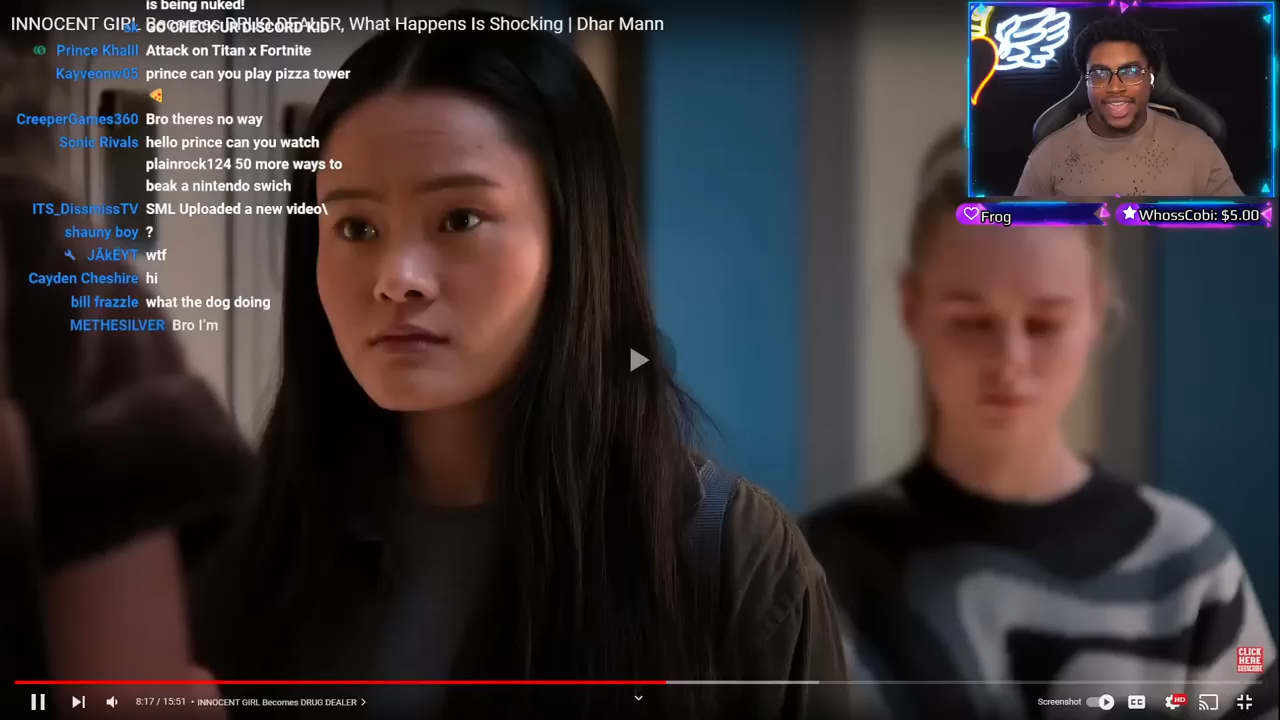 is being nuked!
INNOCENT GIRL Becomes DRUG DEALER, What Happens Is Shocking | Dhar Mann
GO CHECK UR DISCORD KID
Prince Khalil Attack on Titan x Fortnite
Kayveonw05 prince can you play pizza tower
🍕
CreeperGames360 Bro theres no way
Sonic Rivals hello prince can you watch
plainrock124 50 more ways to
beak a nintendo swich
ITS_DissmissTV SML Uploaded a new video\
shauny boy ?
JÃkÉYT wtf
Cayden Cheshire hi
bill frazzle what the dog doing
METHESILVER Bro I'm
Frog
WhossCobi: $5.00
CLICK
HERE
SUBSCRIBE
8:17 / 15:51 • INNOCENT GIRL Becomes DRUG DEALER
Screenshot
CC
HD